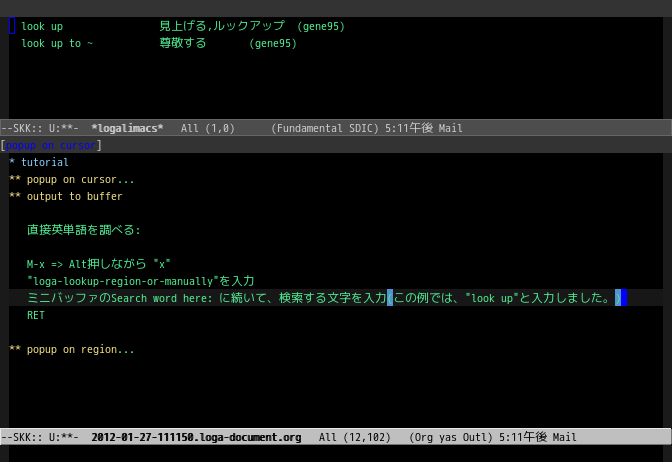 look up 見上げる,ルックアップ (gene95)
look up to ~ 尊敬する (gene95)
--SKK:: U:**- *logalimacs* All (1,0) (Fundamental SDIC) 5:11午後 Mail
[popup on cursor]
* tutorial
** popup on cursor...
** output to buffer
直接英単語を調べる:
M-x => Alt押しながら "x"
"loga-lookup-region-or-manually"を入力
ミニバッファのSearch word here: に続いて、検索する文字を入力(この例では、"look up"と入力しました。)
RET
** popup on region...
--SKK:: U:**- 2012-01-27-111150.loga-document.org All (12,102) (Org yas Outl) 5:11午後 Mail